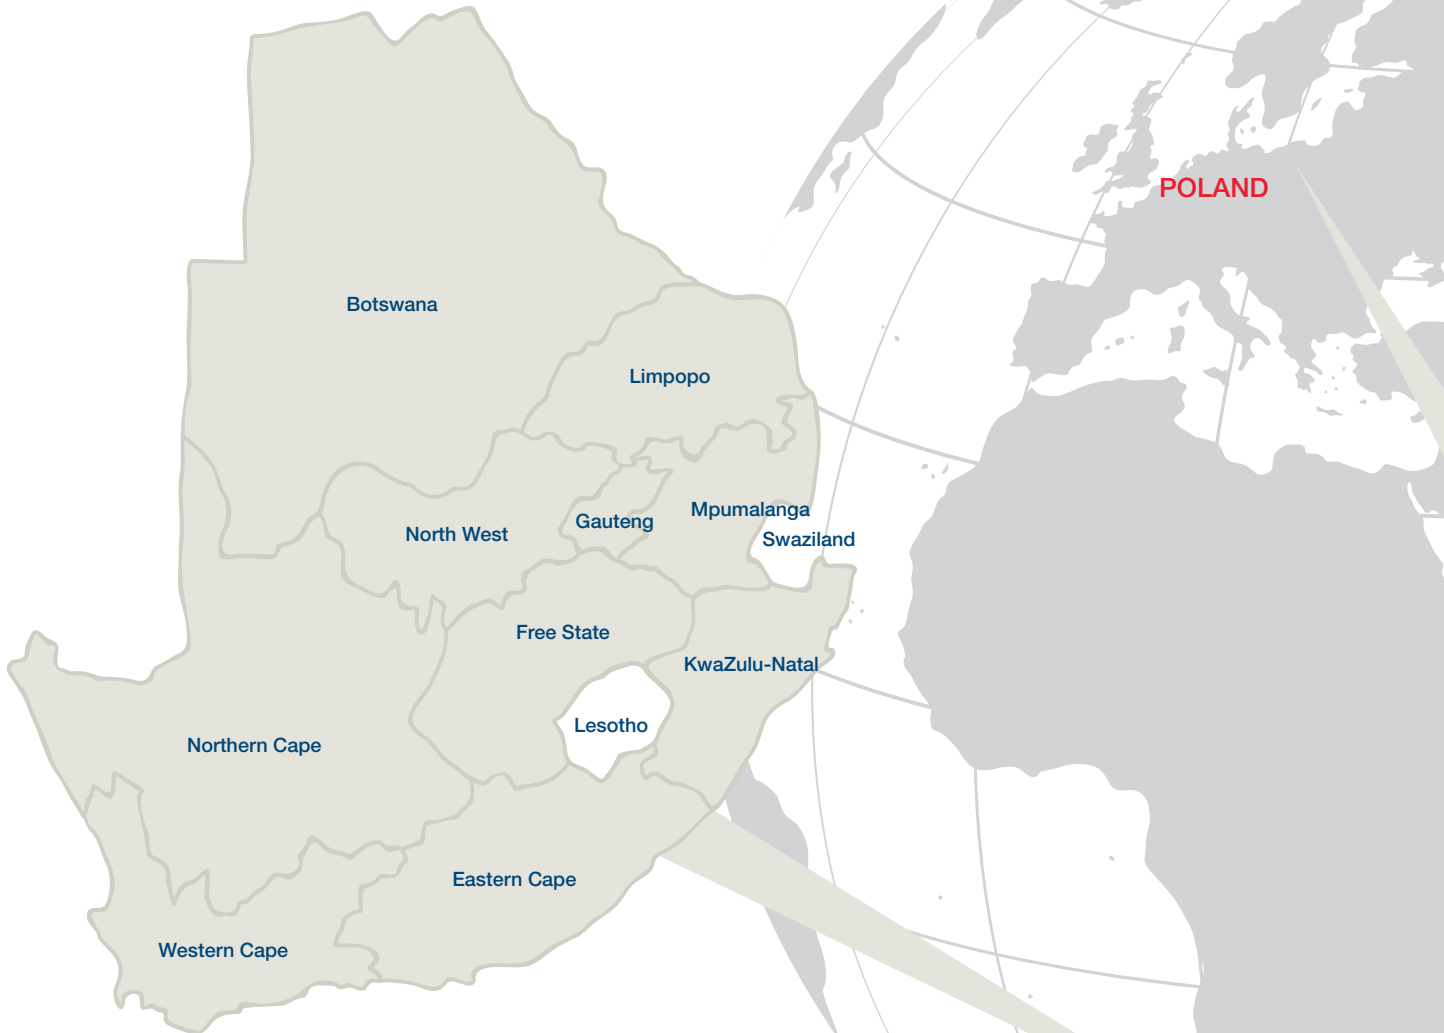 POLAND
Botswana
Limpopo
Mpumalanga
Gauteng
North West
Swaziland
Free State
KwaZulu-Natal
Lesotho
Northern Cape
Eastern Cape
Western Cape